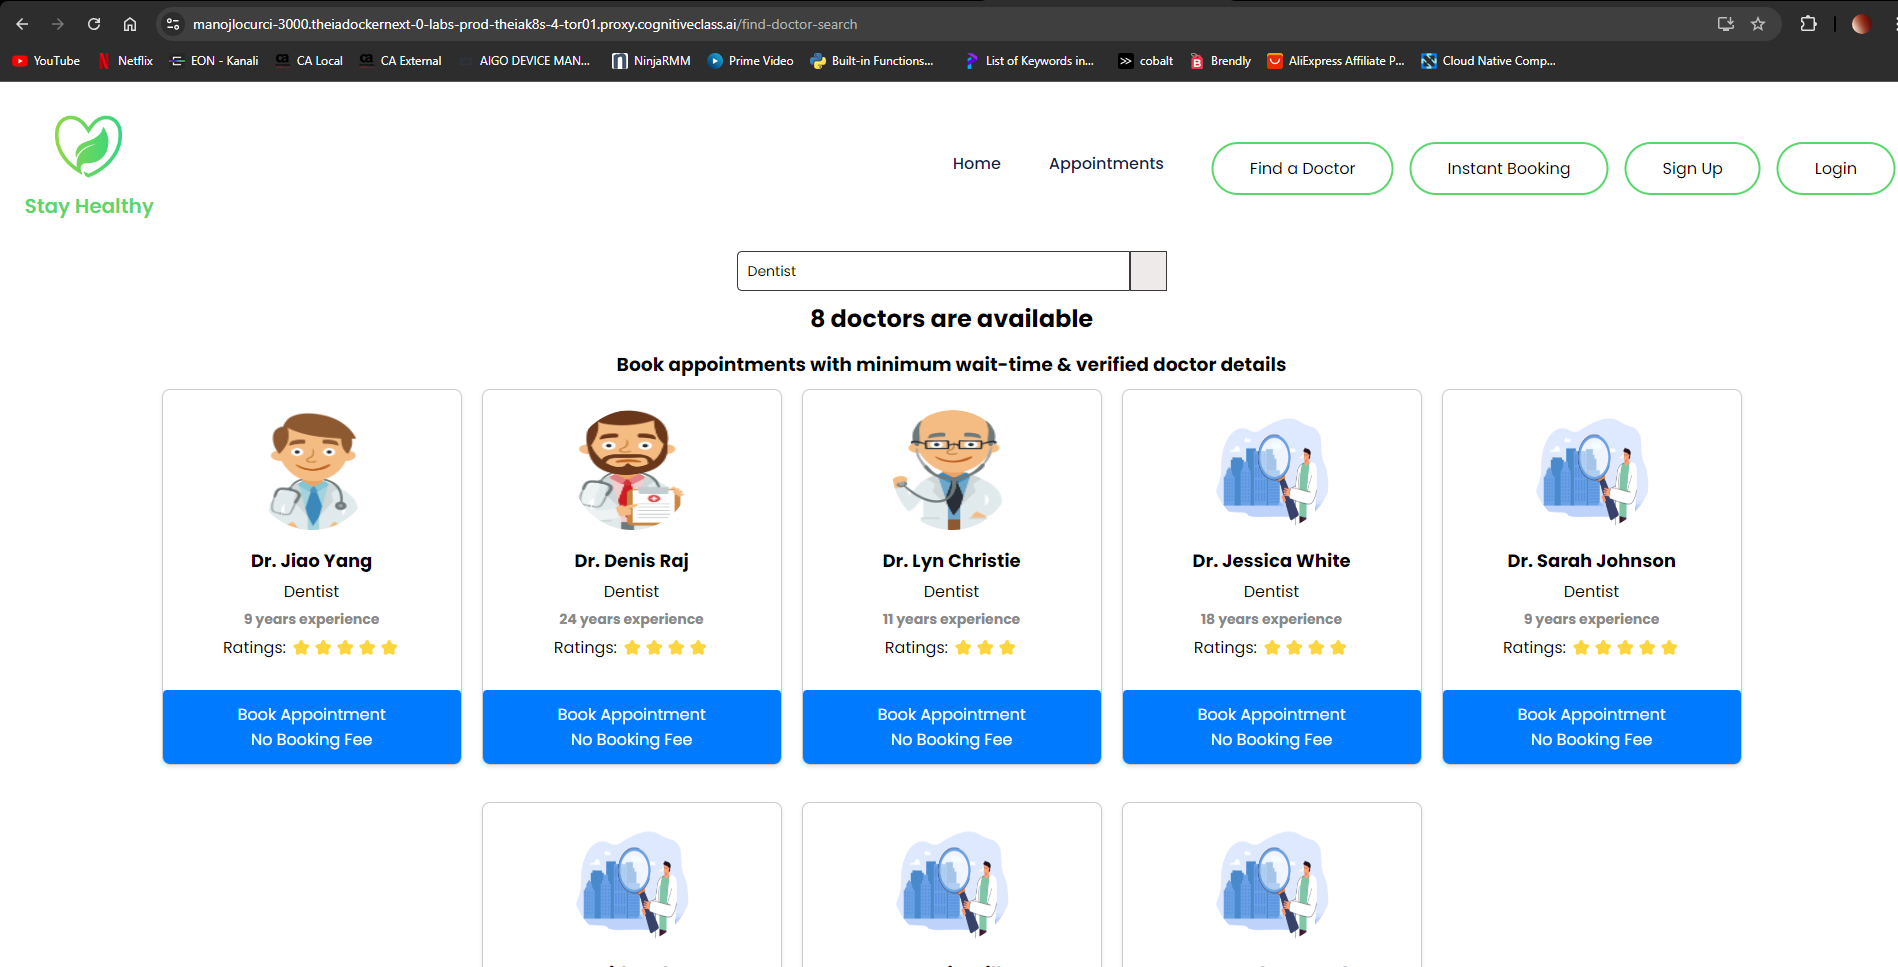 manojlocurci-3000.theiadockernext-0-labs-prod-theiak8s-4-tor01.proxy.cognitiveclass.ai/find-doctor-search
YouTube Netflix EON - Kanali CA Local CA External AIGO DEVICE MAN... NinjaRMM Prime Video Built-in Functions... List of Keywords in... cobalt Brendly AliExpress Affiliate P... Cloud Native Comp...
Stay Healthy
Home Appointments Find a Doctor Instant Booking Sign Up Login
Dentist
8 doctors are available
Book appointments with minimum wait-time & verified doctor details
Dr. Jiao Yang
Dentist
9 years experience
Ratings:
Book Appointment
No Booking Fee
Dr. Denis Raj
Dentist
24 years experience
Ratings:
Book Appointment
No Booking Fee
Dr. Lyn Christie
Dentist
11 years experience
Ratings:
Book Appointment
No Booking Fee
Dr. Jessica White
Dentist
18 years experience
Ratings:
Book Appointment
No Booking Fee
Dr. Sarah Johnson
Dentist
9 years experience
Ratings:
Book Appointment
No Booking Fee